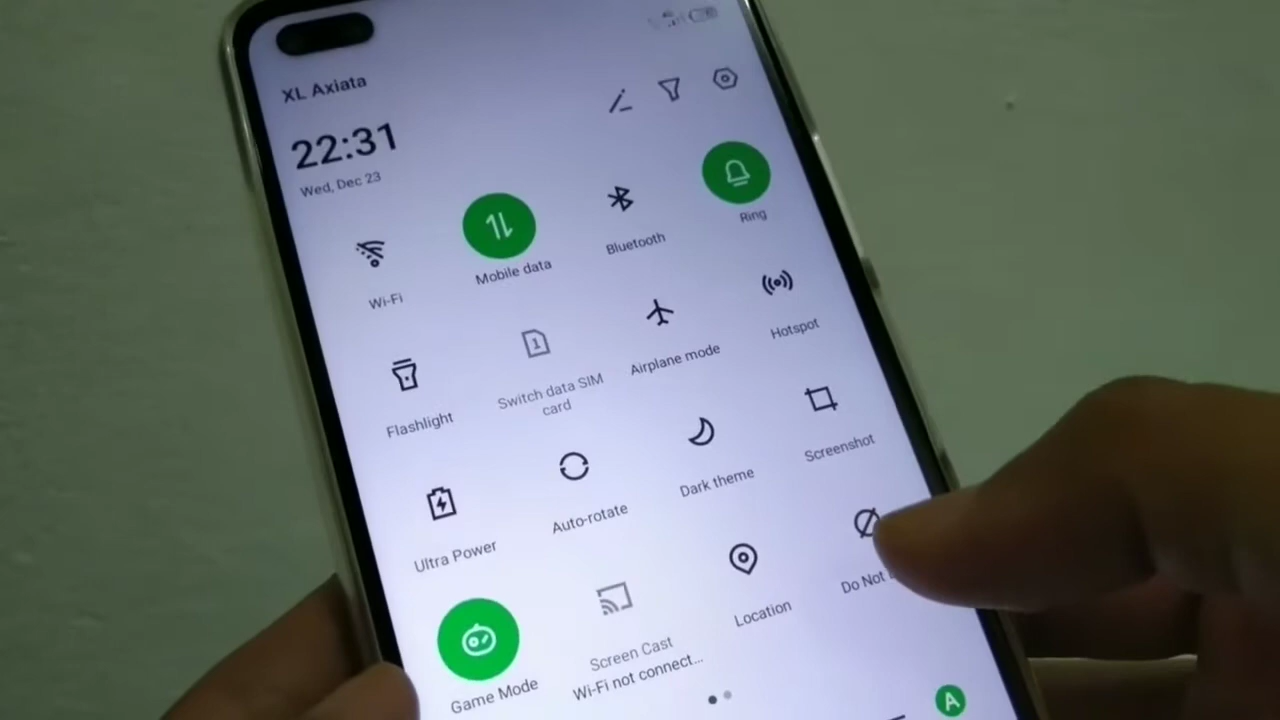 XL Axiata
22:31
Wed, Dec 23
Wi-Fi
Mobile data
Bluetooth
Ring
Flashlight
Switch data SIM
card
1
Airplane mode
Hotspot
Ultra Power
Auto-rotate
Dark theme
Screenshot
Game Mode
Screen Cast
Wi-Fi not connect...
Location
Do Not
A